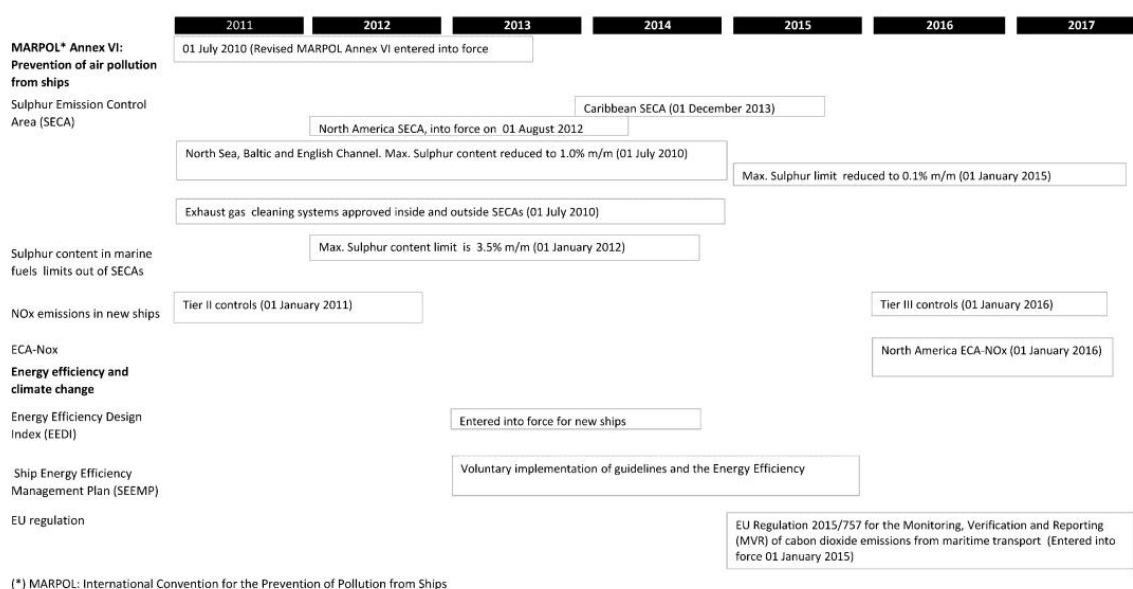 2011 2012 2013 2014 2015 2016 2017
MARPOL* Annex VI:
Prevention of air pollution
from ships
01 July 2010 (Revised MARPOL Annex VI entered into force
Sulphur Emission Control
Area (SECA)
Caribbean SECA (01 December 2013)
North America SECA, into force on 01 August 2012
North Sea, Baltic and English Channel. Max. Sulphur content reduced to 1.0% m/m (01 July 2010)
Max. Sulphur limit reduced to 0.1% m/m (01 January 2015)
Exhaust gas cleaning systems approved inside and outside SECAs (01 July 2010)
Sulphur content in marine
fuels limits out of SECAs
Max. Sulphur content limit is 3.5% m/m (01 January 2012)
NOx emissions in new ships
Tier II controls (01 January 2011)
Tier III controls (01 January 2016)
ECA-Nox
North America ECA-NOx (01 January 2016)
Energy efficiency and
climate change
Energy Efficiency Design
Index (EEDI)
Entered into force for new ships
Ship Energy Efficiency
Management Plan (SEEMP)
Voluntary implementation of guidelines and the Energy Efficiency
EU regulation
EU Regulation 2015/757 for the Monitoring, Verification and Reporting
(MVR) of cabon dioxide emissions from maritime transport (Entered into
force 01 January 2015)
(*) MARPOL: International Convention for the Prevention of Pollution from Ships